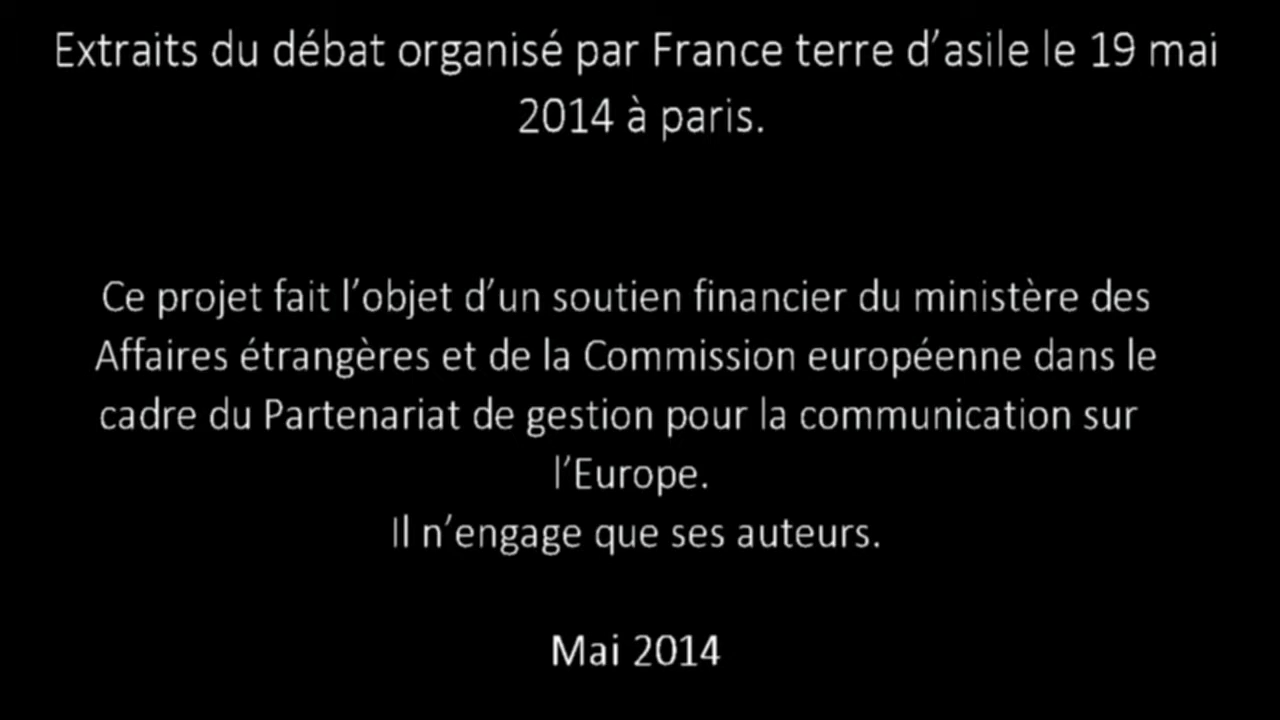 Extraits du débat organisé par France terre d’asile le 19 mai
2014 à paris.
Ce projet fait l’objet d’un soutien financier du ministère des
Affaires étrangères et de la Commission européenne dans le
cadre du Partenariat de gestion pour la communication sur
l’Europe.
Il n’engage que ses auteurs.
Mai 2014